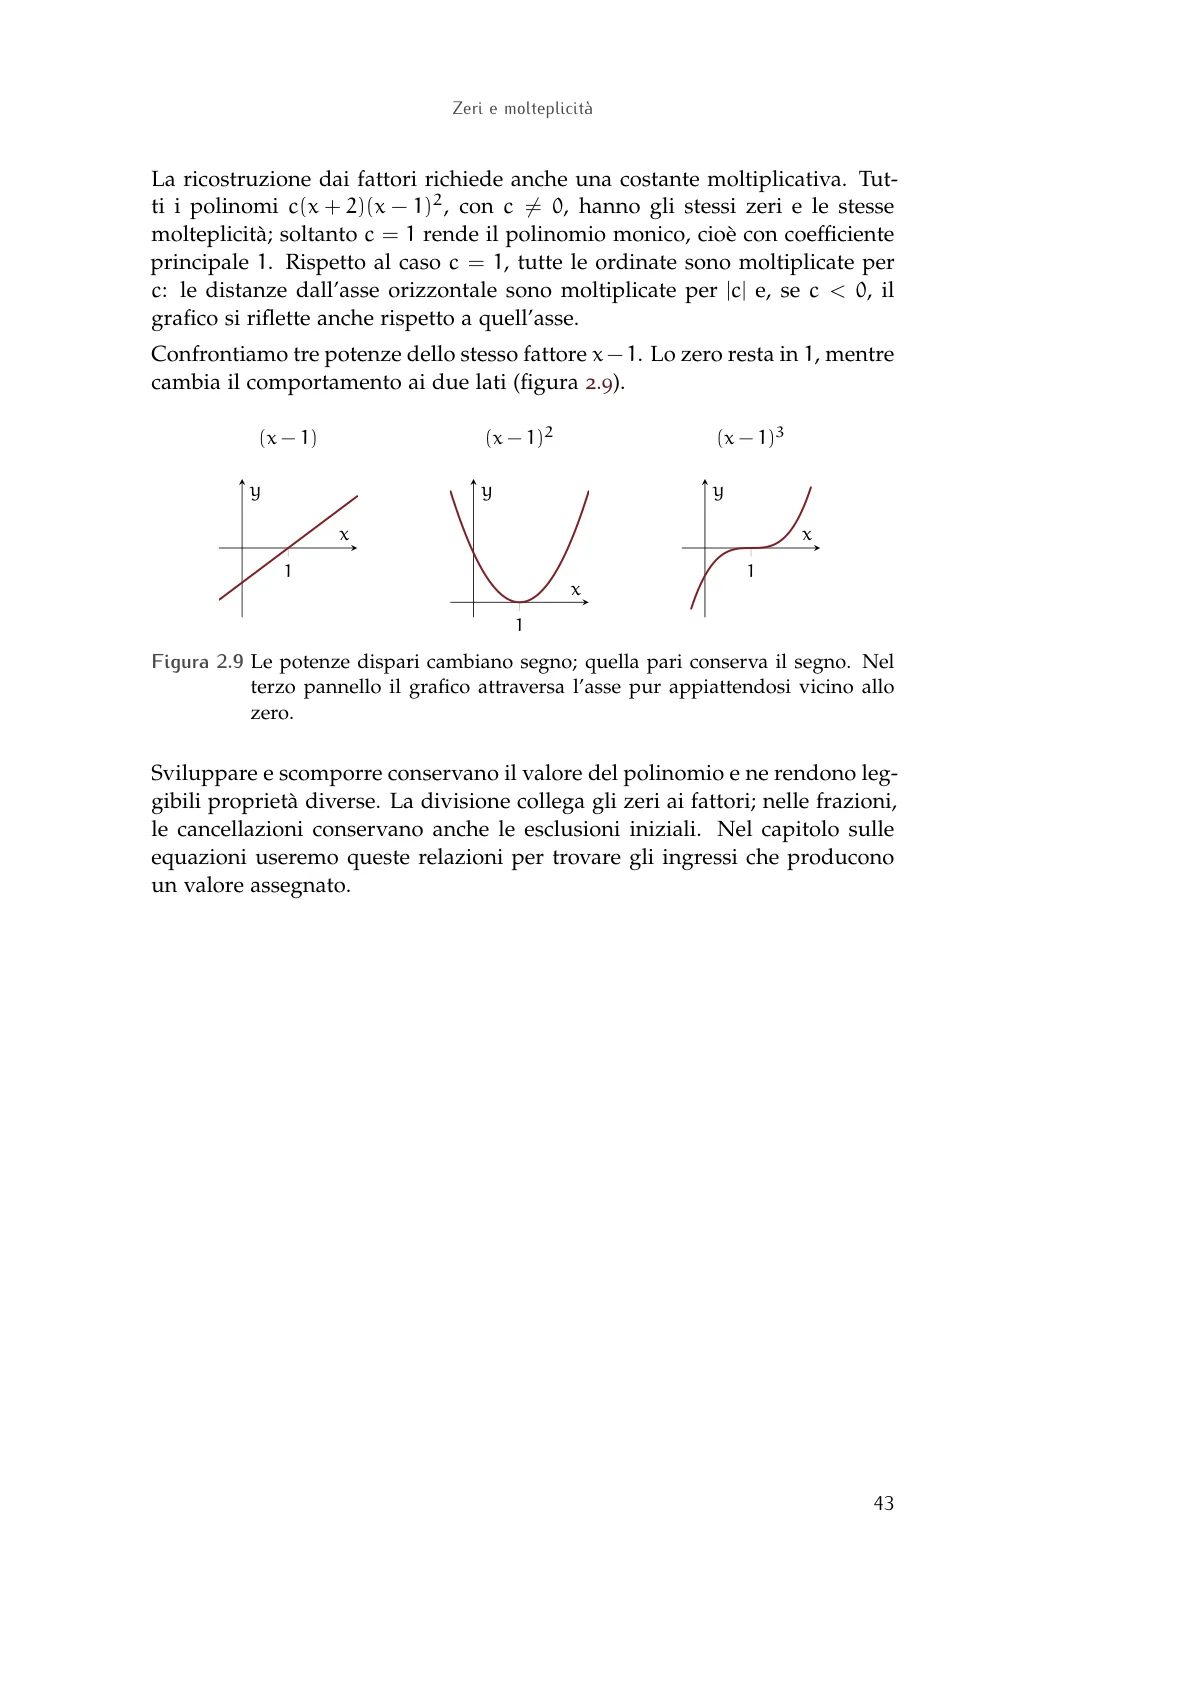 Zeri e molteplicità
La ricostruzione dai fattori richiede anche una costante moltiplicativa. Tut-
ti i polinomi c(x + 2)(x − 1)², con c ≠ 0, hanno gli stessi zeri e le stesse
molteplicità; soltanto c = 1 rende il polinomio monico, cioè con coefficiente
principale 1. Rispetto al caso c = 1, tutte le ordinate sono moltiplicate per
c: le distanze dall'asse orizzontale sono moltiplicate per |c| e, se c < 0, il
grafico si riflette anche rispetto a quell'asse.
Confrontiamo tre potenze dello stesso fattore x − 1. Lo zero resta in 1, mentre
cambia il comportamento ai due lati (figura 2.9).
(x − 1) (x − 1)² (x − 1)³
y y y
x x x
1 1 1
Figura 2.9 Le potenze dispari cambiano segno; quella pari conserva il segno. Nel
terzo pannello il grafico attraversa l'asse pur appiattendosi vicino allo
zero.
Sviluppare e scomporre conservano il valore del polinomio e ne rendono leg-
gibili proprietà diverse. La divisione collega gli zeri ai fattori; nelle frazioni,
le cancellazioni conservano anche le esclusioni iniziali. Nel capitolo sulle
equazioni useremo queste relazioni per trovare gli ingressi che producono
un valore assegnato.
43